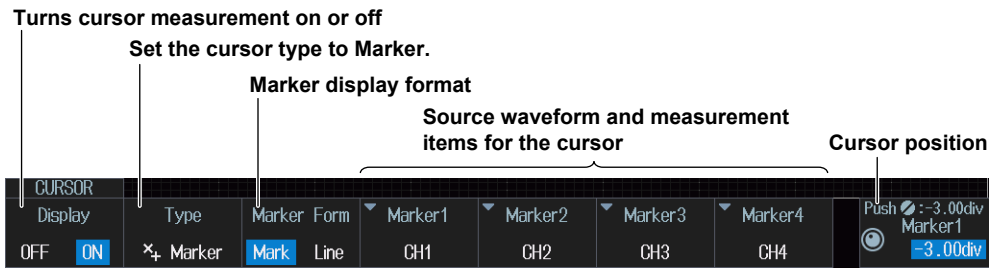 Turns cursor measurement on or off
Set the cursor type to Marker.
Marker display format
Source waveform and measurement
items for the cursor
Cursor position
CURSOR
Display
OFF ON
Type
Marker
Marker Form
Mark Line
Marker1
CH1
Marker2
CH2
Marker3
CH3
Marker4
CH4
Push :-3.00div
Marker1
-3.00div